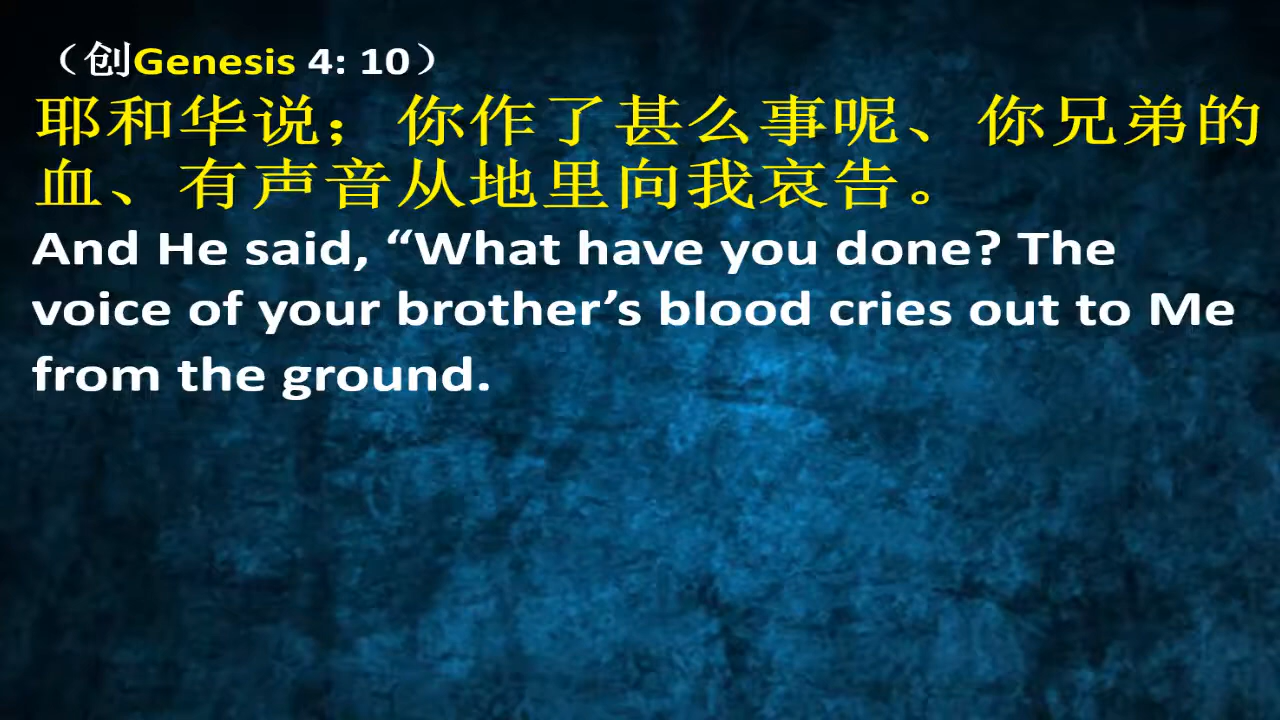 （创Genesis 4: 10）
耶和华说；你作了甚么事呢、你兄弟的
血、有声音从地里向我哀告。
And He said, “What have you done? The
voice of your brother’s blood cries out to Me
from the ground.